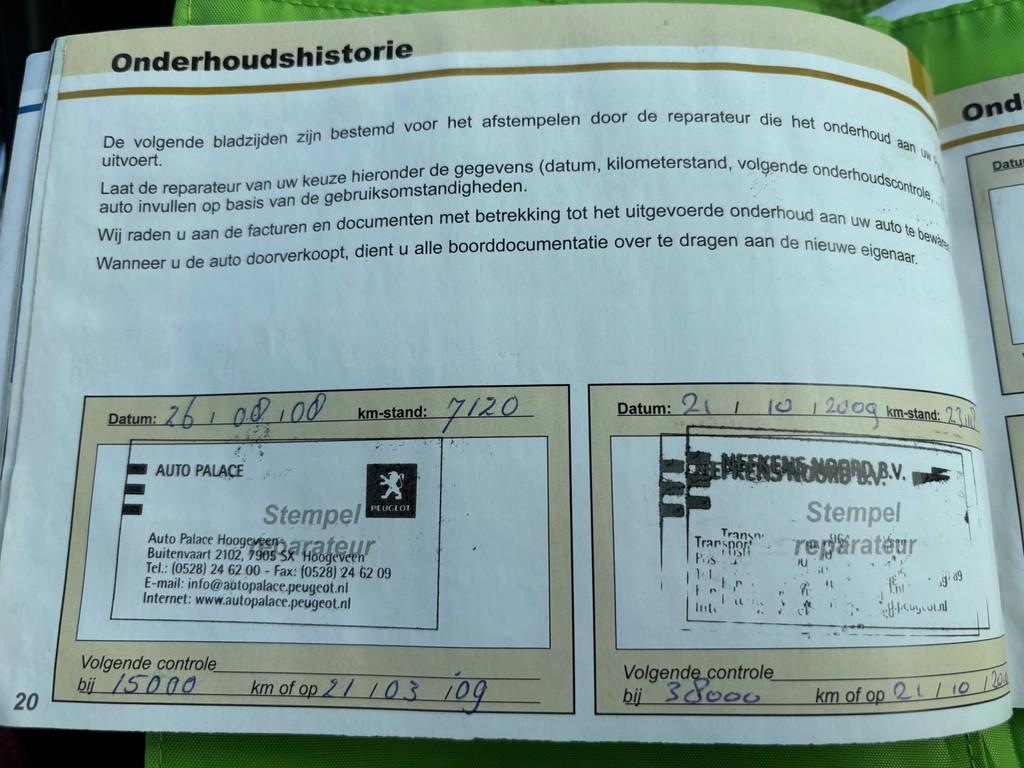 Onderhoudshistorie
De volgende bladzijden zijn bestemd voor het afstempelen door de reparateur die het onderhoud aan uw
uitvoert.
Laat de reparateur van uw keuze hieronder de gegevens (datum, kilometerstand, volgende onderhoudscontrole,
auto invullen op basis van de gebruiksomstandigheden.
Wij raden u aan de facturen en documenten met betrekking tot het uitgevoerde onderhoud aan uw auto te
Wanneer u de auto doorverkoopt, dient u alle boorddocumentatie over te dragen aan de nieuwe eigenaar.
Datum: 26 / 08 / 08 km-stand: 7120
AUTO PALACE
PEUGEOT
Stempel
reparateur
Auto Palace Hoogeveen
Buitenvaart 2102, 7905 SX Hoogeveen
Tel.: (0528) 24 62 00 - Fax: (0528) 24 62 09
E-mail: info@autopalace.peugeot.nl
Internet: www.autopalace.peugeot.nl
Volgende controle
bij 15000 km of op 21 / 03 / 09
Datum: 21 / 10 / 2009 km-stand:
NOORD B.V.
Stempel
reparateur
Transport
Volgende controle
bij 38000 km of op 21 / 10 /
20
Ond